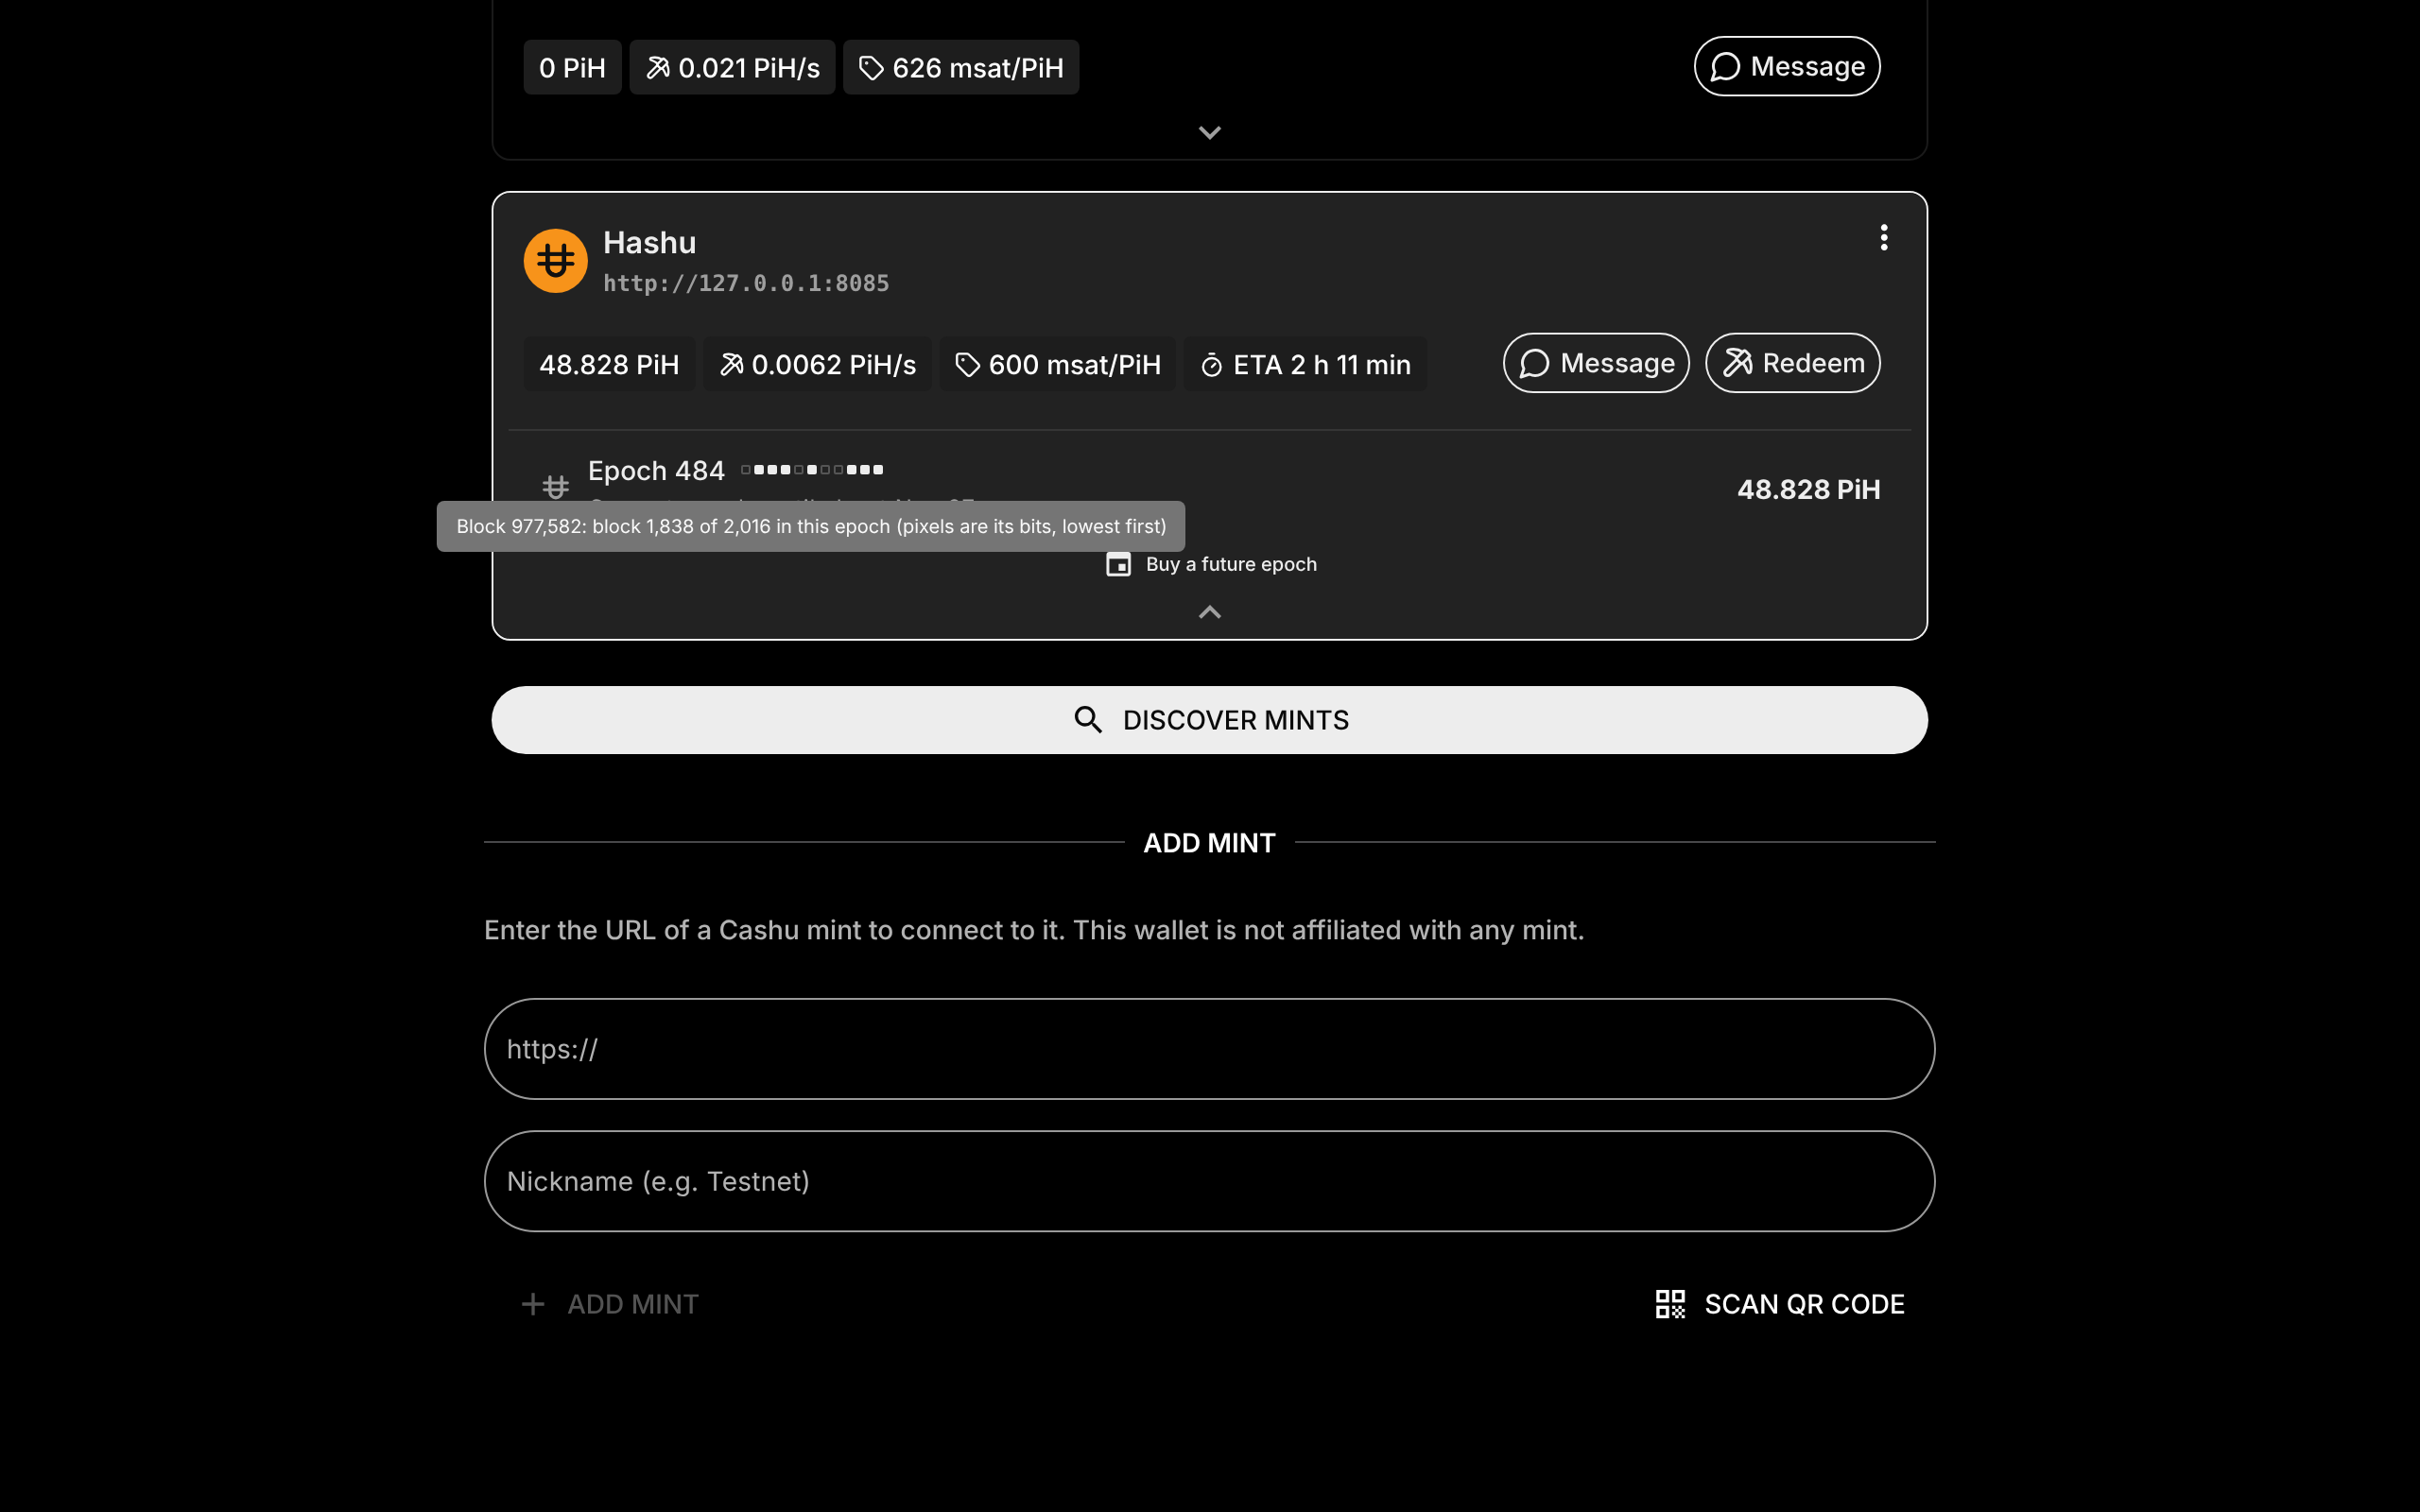 0 PiH 0.021 PiH/s 626 msat/PiH Message
Hashu
http://127.0.0.1:8085
48.828 PiH 0.0062 PiH/s 600 msat/PiH ETA 2 h 11 min Message Redeem
Epoch 484
48.828 PiH
Block 977,582: block 1,838 of 2,016 in this epoch (pixels are its bits, lowest first)
Buy a future epoch
DISCOVER MINTS
ADD MINT
Enter the URL of a Cashu mint to connect to it. This wallet is not affiliated with any mint.
https://
Nickname (e.g. Testnet)
ADD MINT SCAN QR CODE